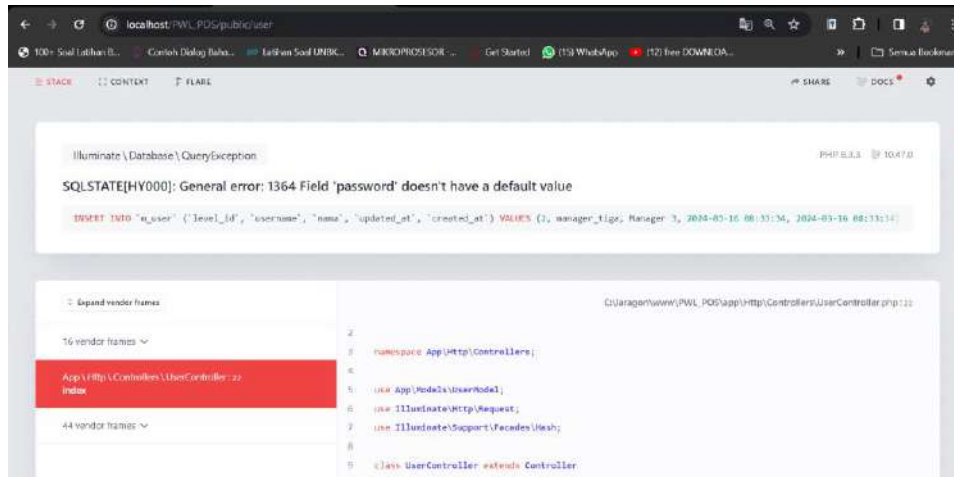 localhost/PWL_POS/public/user
100+ Soal Latihan B... Contoh Dialog Baha... Latihan Soal UNBK... MIKROPROSESOR -... Get Started (15) WhatsApp (12) free DOWNLOA... » Semua Bookmar
STACK CONTEXT FLARE SHARE DOCS
Illuminate\Database\QueryException PHP 8.3.3 10.47.0
SQLSTATE[HY000]: General error: 1364 Field 'password' doesn't have a default value
INSERT INTO `m_user` (`level_id`, `username`, `nama`, `updated_at`, `created_at`) VALUES (2, manager_tiga, Manager 3, 2024-03-16 08:33:34, 2024-03-16 08:33:34)
Expand vendor frames C:\laragon\www\PWL_POS\app\Http\Controllers\UserController.php:22
16 vendor frames
App\Http\Controllers\UserController:22
index
44 vendor frames
2
3 namespace App\Http\Controllers;
4
5 use App\Models\UserModel;
6 use Illuminate\Http\Request;
7 use Illuminate\Support\Facades\Hash;
8
9 class UserController extends Controller